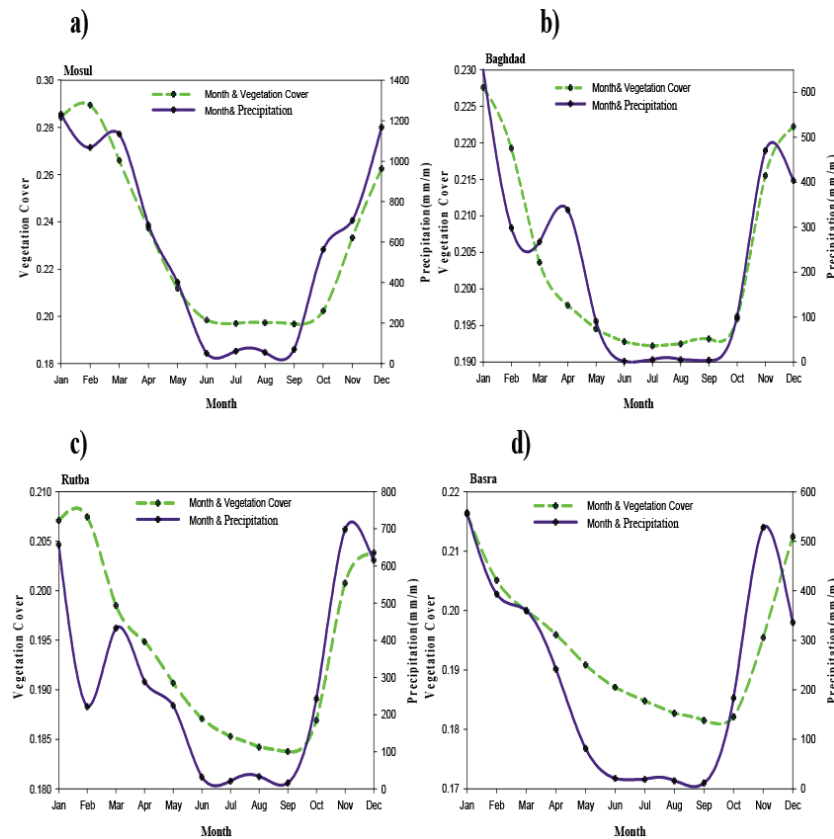 a)
Mosul
Month & Vegetation Cover
Month& Precipitation
0.30
0.28
0.26
0.24
0.22
0.20
0.18
Vegetation Cover
1400
1200
1000
800
600
400
200
0
Precipitation(mm/m)
Jan Feb Mar Apr May Jun Jul Aug Sep Oct Nov Dec
Month
b)
Baghdad
Month& Vegetation Cover
Month& Precipitation
0.230
0.225
0.220
0.215
0.210
0.205
0.200
0.195
0.190
Vegetation Cover
600
500
400
300
200
100
0
Precipitation(mm/m)
Jan Feb Mar Apr May Jun Jul Aug Sep Oct Nov Dec
Month
c)
Rutba
Month & Vegetation Cover
Month & Precipitation
0.210
0.205
0.200
0.195
0.190
0.185
0.180
Vegetation Cover
800
700
600
500
400
300
200
100
0
Precipitation(mm/m)
Jan Feb Mar Apr May Jun Jul Aug Sep Oct Nov Dec
Month
d)
Basra
Month & Vegetation Cover
Month & Precipitation
0.22
0.21
0.20
0.19
0.18
0.17
Vegetation Cover
600
500
400
300
200
100
0
Precipitation(mm/m)
Jan Feb Mar Apr May Jun Jul Aug Sep Oct Nov Dec
Month